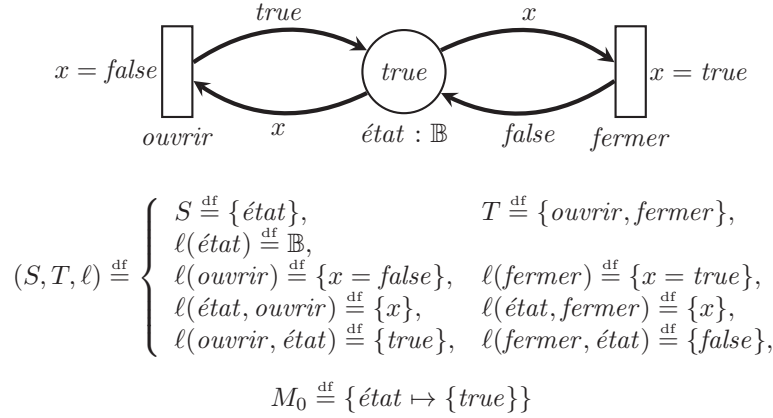 true x
x = false true x = true
ouvrir x état : 𝔹 false fermer
S ≝ {état}, T ≝ {ouvrir, fermer},
ℓ(état) ≝ 𝔹,
(S, T, ℓ) ≝ { ℓ(ouvrir) ≝ {x = false}, ℓ(fermer) ≝ {x = true},
ℓ(état, ouvrir) ≝ {x}, ℓ(état, fermer) ≝ {x},
ℓ(ouvrir, état) ≝ {true}, ℓ(fermer, état) ≝ {false},
M₀ ≝ {état ↦ {true}}